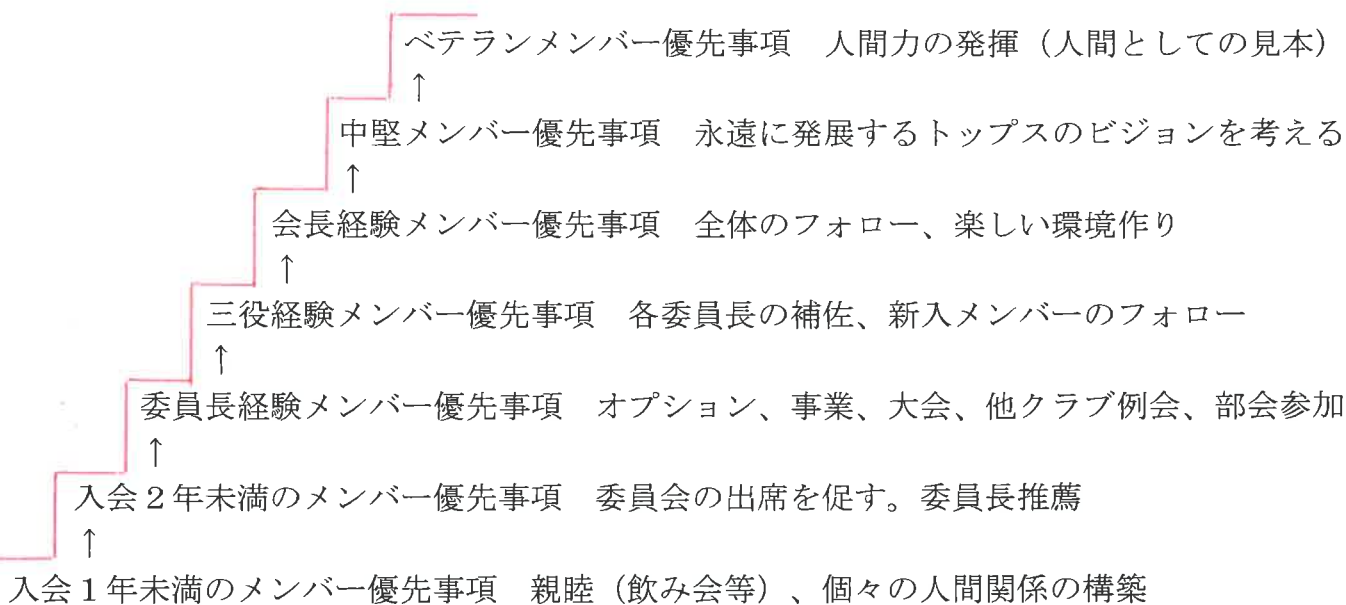 ベテランメンバー優先事項　人間力の発揮（人間としての見本）
↑
中堅メンバー優先事項　永遠に発展するトップスのビジョンを考える
↑
会長経験メンバー優先事項　全体のフォロー、楽しい環境作り
↑
三役経験メンバー優先事項　各委員長の補佐、新入メンバーのフォロー
↑
委員長経験メンバー優先事項　オプション、事業、大会、他クラブ例会、部会参加
↑
入会２年未満のメンバー優先事項　委員会の出席を促す。委員長推薦
↑
入会１年未満のメンバー優先事項　親睦（飲み会等）、個々の人間関係の構築